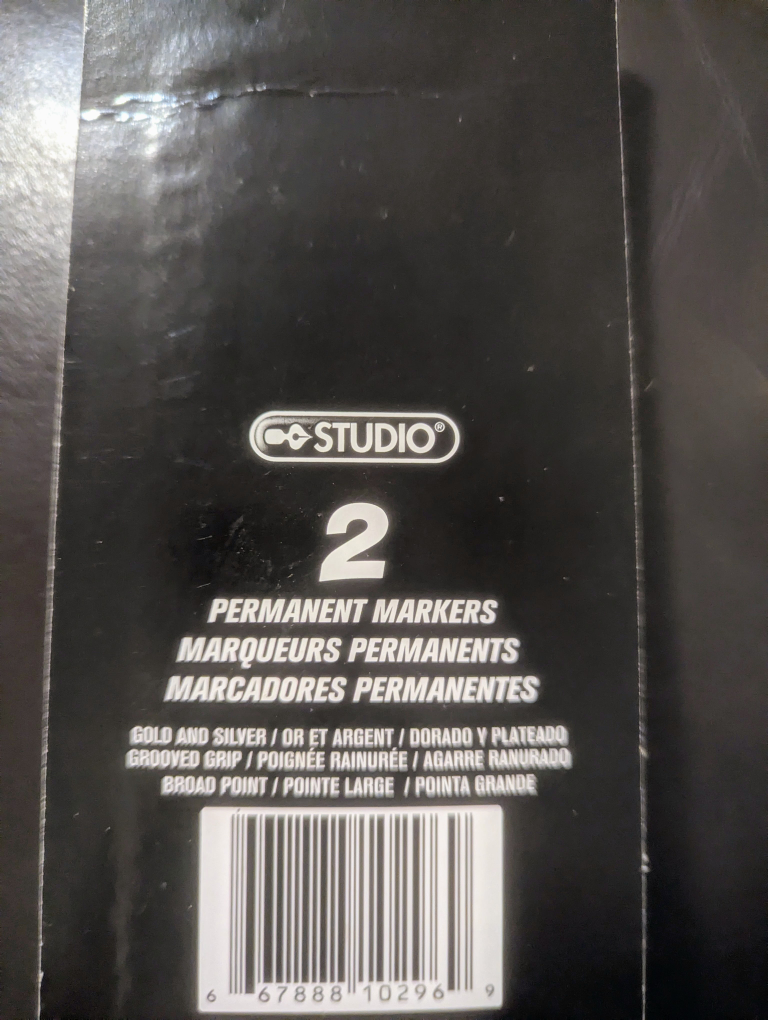 STUDIO®
2
PERMANENT MARKERS
MARQUEURS PERMANENTS
MARCADORES PERMANENTES
GOLD AND SILVER / OR ET ARGENT / DORADO Y PLATEADO
GROOVED GRIP / POIGNÉE RAINURÉE / AGARRE RANURADO
BROAD POINT / POINTE LARGE / POINTA GRANDE
6 67888 10296 9